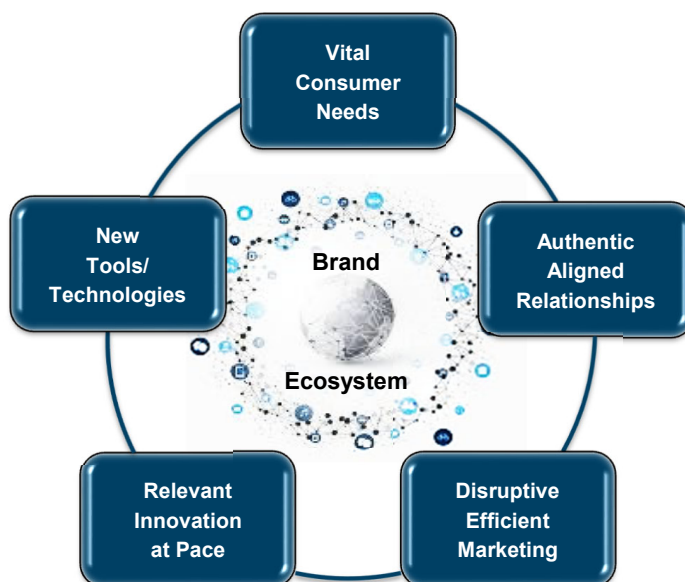 Vital
Consumer
Needs
New
Tools/
Technologies
Brand
Ecosystem
Authentic
Aligned
Relationships
Relevant
Innovation
at Pace
Disruptive
Efficient
Marketing